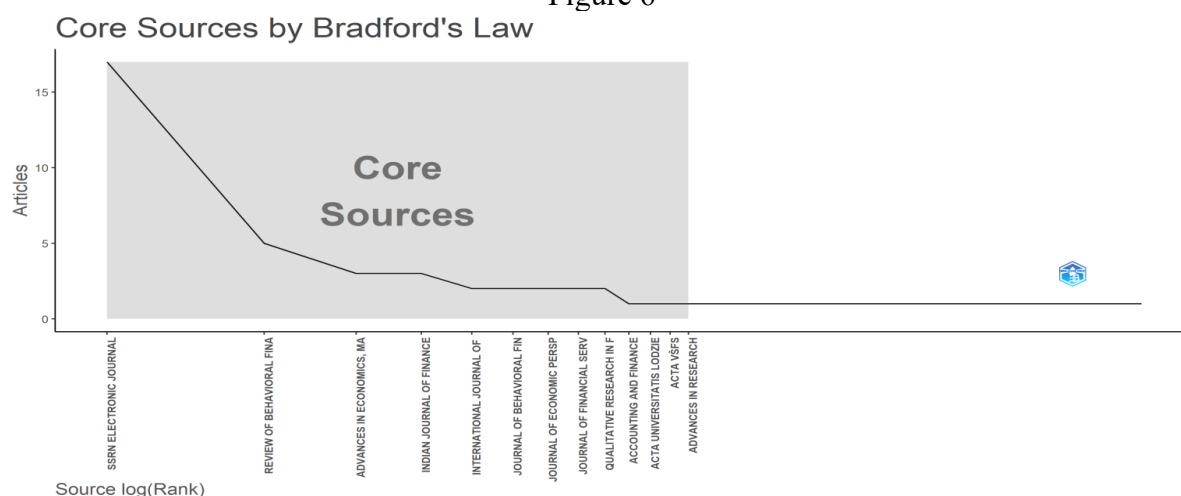 Figure 6
Core Sources by Bradford's Law
Articles
15
10
5
0
Core
Sources
SSRN ELECTRONIC JOURNAL
REVIEW OF BEHAVIORAL FINA
ADVANCES IN ECONOMICS, MA
INDIAN JOURNAL OF FINANCE
INTERNATIONAL JOURNAL OF
JOURNAL OF BEHAVIORAL FIN
JOURNAL OF ECONOMIC PERSP
JOURNAL OF FINANCIAL SERV
QUALITATIVE RESEARCH IN F
ACCOUNTING AND FINANCE
ACTA UNIVERSITATIS LODZIE
ACTA VŠFS
ADVANCES IN RESEARCH
Source log(Rank)